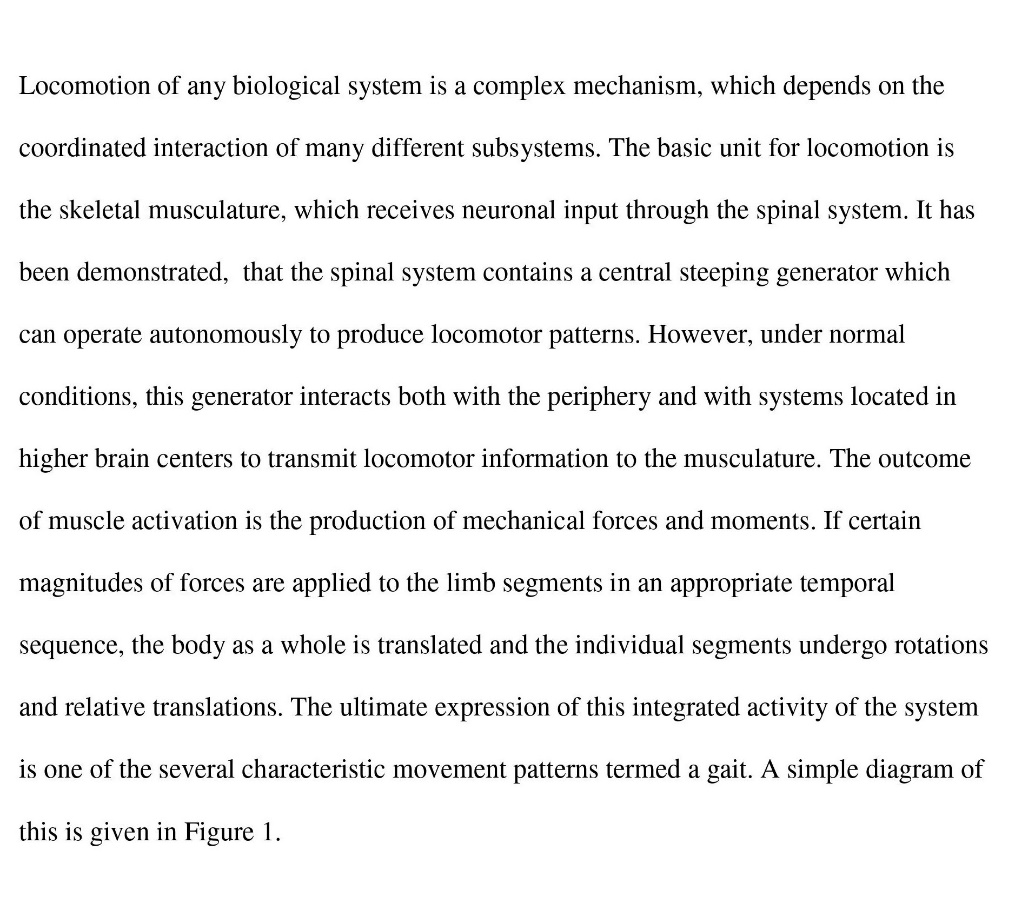 Locomotion of any biological system is a complex mechanism, which depends on the
coordinated interaction of many different subsystems. The basic unit for locomotion is
the skeletal musculature, which receives neuronal input through the spinal system. It has
been demonstrated,  that the spinal system contains a central steeping generator which
can operate autonomously to produce locomotor patterns. However, under normal
conditions, this generator interacts both with the periphery and with systems located in
higher brain centers to transmit locomotor information to the musculature. The outcome
of muscle activation is the production of mechanical forces and moments. If certain
magnitudes of forces are applied to the limb segments in an appropriate temporal
sequence, the body as a whole is translated and the individual segments undergo rotations
and relative translations. The ultimate expression of this integrated activity of the system
is one of the several characteristic movement patterns termed a gait. A simple diagram of
this is given in Figure 1.